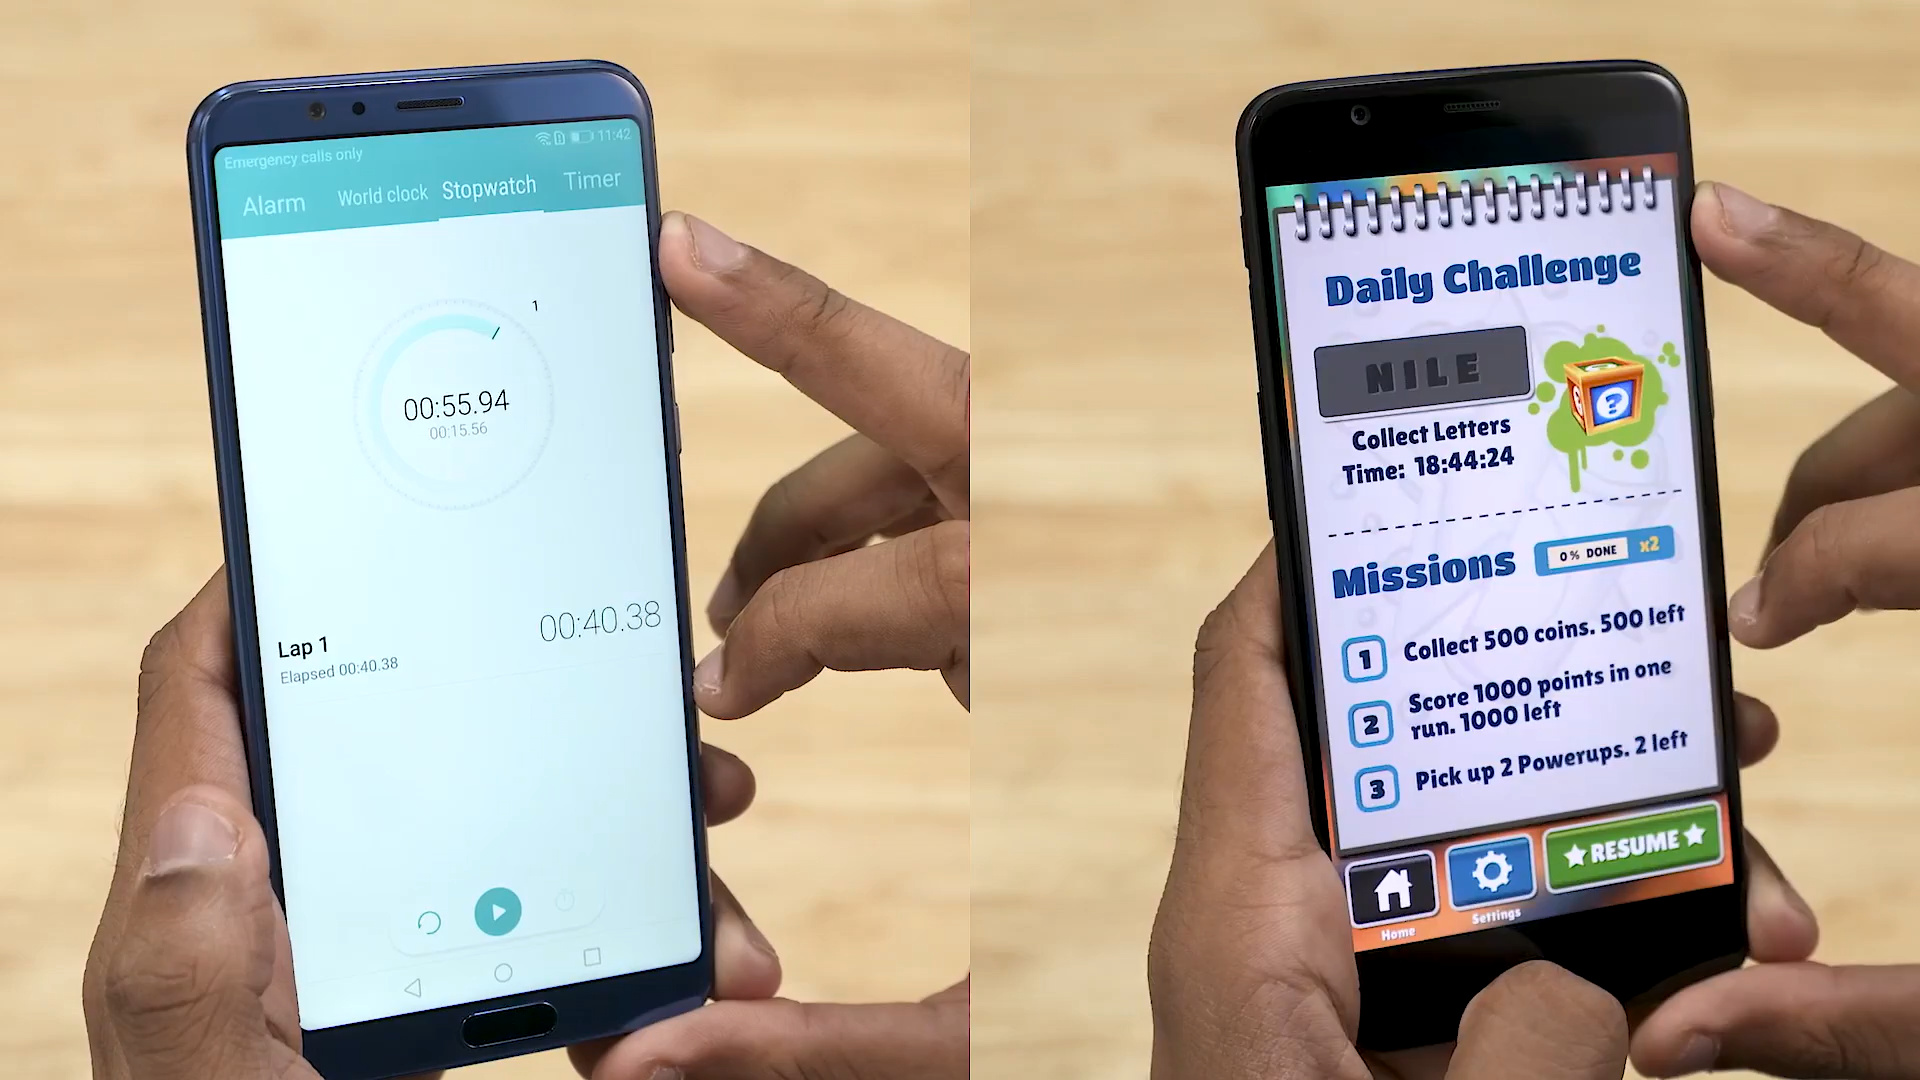 Emergency calls only
11:42
Alarm World clock Stopwatch Timer
1
00:55.94
00:15.56
Lap 1
00:40.38
Elapsed 00:40.38
Daily Challenge
NILE
?
Collect Letters
Time: 18:44:24
Missions
0% DONE x2
1 Collect 500 coins. 500 left
2 Score 1000 points in one
run. 1000 left
3 Pick up 2 Powerups. 2 left
RESUME
Home
Settings